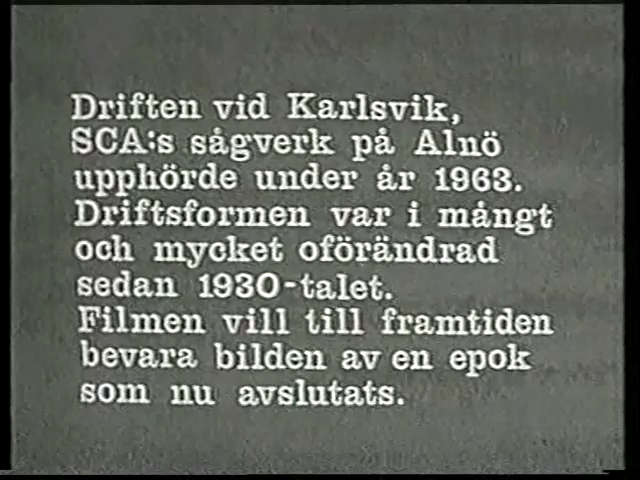 Driften vid Karlsvik,
SCA:s sågverk på Alnö
upphörde under år 1963.
Driftsformen var i mångt
och mycket oförändrad
sedan 1930-talet.
Filmen vill till framtiden
bevara bilden av en epok
som nu avslutats.